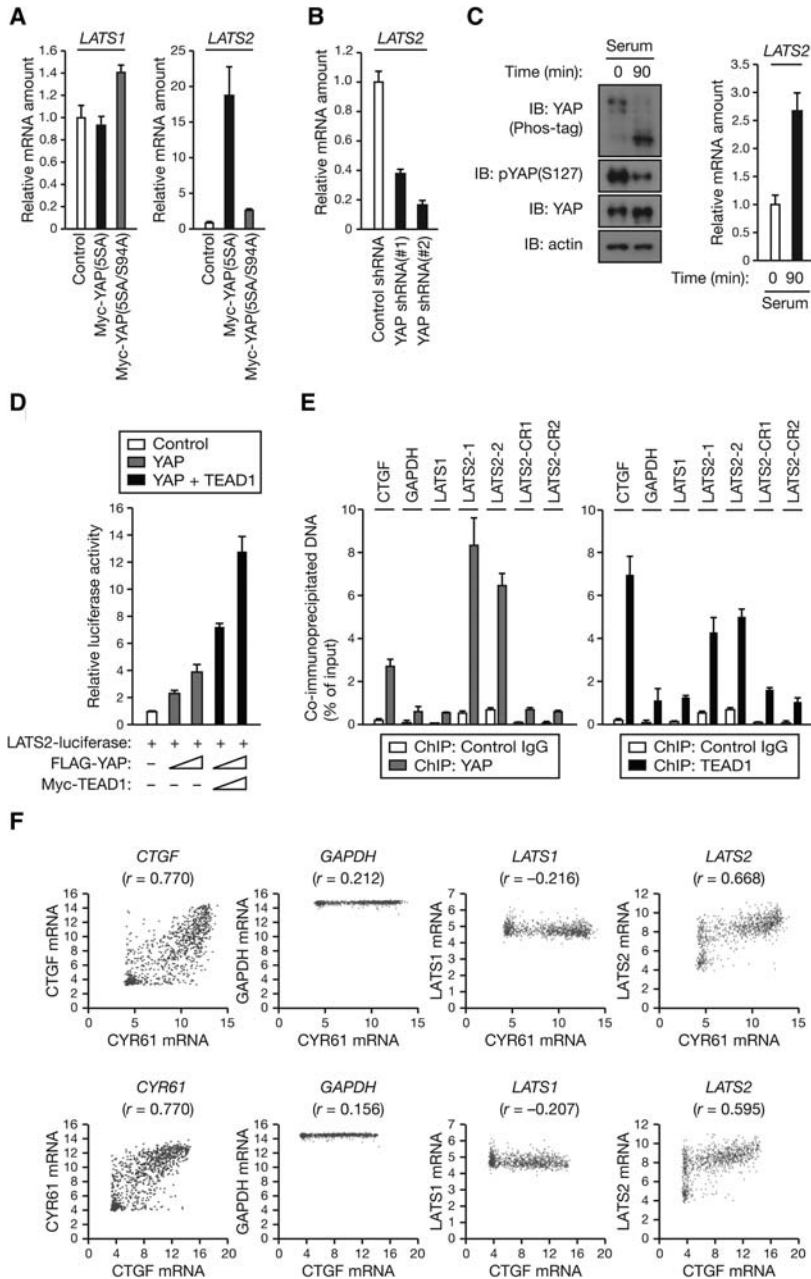 A
LATS1
Relative mRNA amount
1.6
1.4
1.2
1.0
0.8
0.6
0.4
0.2
0
Control
Myc-YAP(5SA)
Myc-YAP(5SA/S94A)
LATS2
Relative mRNA amount
25
20
15
10
5
0
Control
Myc-YAP(5SA)
Myc-YAP(5SA/S94A)
B
LATS2
Relative mRNA amount
1.2
1.0
0.8
0.6
0.4
0.2
0
Control shRNA
YAP shRNA(#1)
YAP shRNA(#2)
C
Serum
Time (min): 0 90
IB: YAP
(Phos-tag)
IB: pYAP(S127)
IB: YAP
IB: actin
LATS2
Relative mRNA amount
3.5
3.0
2.5
2.0
1.5
1.0
0.5
0
Time (min): 0 90
Serum
D
Control
YAP
YAP + TEAD1
Relative luciferase activity
16
14
12
10
8
6
4
2
0
LATS2-luciferase: + + + + +
FLAG-YAP: –
Myc-TEAD1: – – –
E
CTGF
GAPDH
LATS1
LATS2-1
LATS2-2
LATS2-CR1
LATS2-CR2
Co-immunoprecipitated DNA
(% of input)
10
8
6
4
2
0
ChIP: Control IgG
ChIP: YAP
CTGF
GAPDH
LATS1
LATS2-1
LATS2-2
LATS2-CR1
LATS2-CR2
10
8
6
4
2
0
ChIP: Control IgG
ChIP: TEAD1
F
CTGF
(r = 0.770)
CTGF mRNA
16
14
12
10
8
6
4
2
0
0 5 10 15
CYR61 mRNA
GAPDH
(r = 0.212)
GAPDH mRNA
16
14
12
10
8
6
4
2
0
0 5 10 15
CYR61 mRNA
LATS1
(r = –0.216)
LATS1 mRNA
7
6
5
4
3
2
1
0
0 5 10 15
CYR61 mRNA
LATS2
(r = 0.668)
LATS2 mRNA
12
10
8
6
4
2
0
0 5 10 15
CYR61 mRNA
CYR61
(r = 0.770)
CYR61 mRNA
16
14
12
10
8
6
4
2
0
0 4 8 12 16 20
CTGF mRNA
GAPDH
(r = 0.156)
GAPDH mRNA
16
14
12
10
8
6
4
2
0
0 4 8 12 16 20
CTGF mRNA
LATS1
(r = –0.207)
LATS1 mRNA
7
6
5
4
3
2
1
0
0 4 8 12 16 20
CTGF mRNA
LATS2
(r = 0.595)
LATS2 mRNA
12
10
8
6
4
2
0
0 4 8 12 16 20
CTGF mRNA